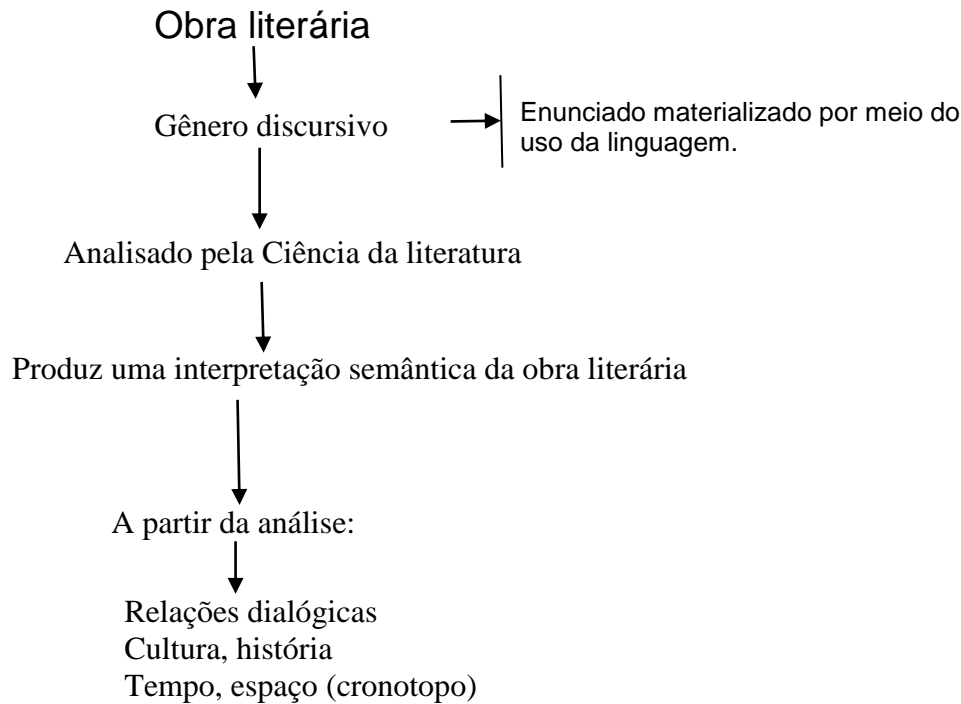 Obra literária
Gênero discursivo
Enunciado materializado por meio do
uso da linguagem.
Analisado pela Ciência da literatura
Produz uma interpretação semântica da obra literária
A partir da análise:
Relações dialógicas
Cultura, história
Tempo, espaço (cronotopo)